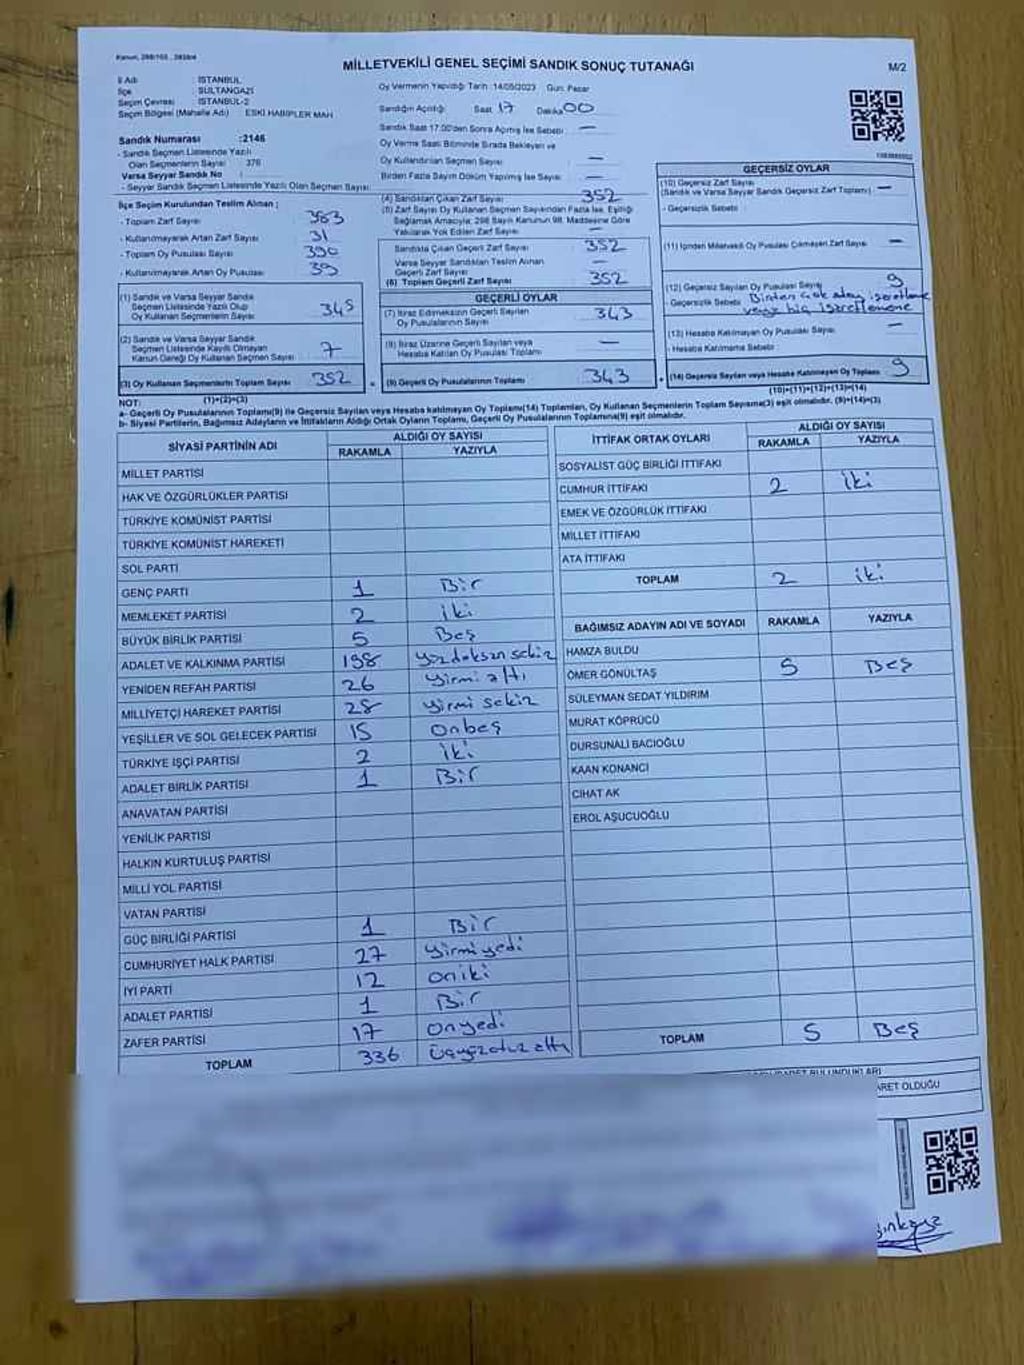 Kanun, 298/105 , 2839/4
MİLLETVEKİLİ GENEL SEÇİMİ SANDIK SONUÇ TUTANAĞI
M/2
İl Adı : İSTANBUL
İlçe : SULTANGAZİ
Seçim Çevresi : İSTANBUL-2
Seçim Bölgesi (Mahalle Adı) : ESKİ HABİPLER MAH
Sandık Numarası :2146
- Sandık Seçmen Listesinde Yazılı
Olan Seçmenlerin Sayısı : 376
Varsa Seyyar Sandık No :
- Seyyar Sandık Seçmen Listesinde Yazılı Olan Seçmen Sayısı:
Oy Vermenin Yapıldığı Tarih :14/05/2023 Gün: Pazar
Sandığın Açıldığı: Saat 17 Dakika 00
Sandık Saat 17.00'den Sonra Açılmış İse Sebebi : —
Oy Verme Saati Bitiminde Sırada Bekleyen ve
Oy Kullandırılan Seçmen Sayısı : —
Birden Fazla Sayım Döküm Yapılmış İse Sayısı : —
İlçe Seçim Kurulundan Teslim Alınan ;
- Toplam Zarf Sayısı : 383
- Kullanılmayarak Artan Zarf Sayısı : 31
- Toplam Oy Pusulası : 390
- Kullanılmayarak Artan Oy Pusulası : 39
(4) Sandıktan Çıkan Zarf Sayısı : 352
(5) Zarf Sayısı Oy Kullanan Seçmen Sayısından Fazla İse, Eşitliği
Sağlamak Amacıyla; 298 Sayılı Kanunun 98. Maddesine Göre
Yakılarak Yok Edilen Zarf Sayısı : —
Sandıkta Çıkan Geçerli Zarf Sayısı : 352
Varsa Seyyar Sandıktan Teslim Alınan
Geçerli Zarf Sayısı : —
(6) Toplam Geçerli Zarf Sayısı : 352
GEÇERSİZ OYLAR
(10) Geçersiz Zarf Sayısı
(Sandık ve Varsa Seyyar Sandık Geçersiz Zarf Toplamı) : —
- Geçersizlik Sebebi :
(11) İçinden Milletvekili Oy Pusulası Çıkmayan Zarf Sayısı : —
(12) Geçersiz Sayılan Oy Pusulası Sayısı : 9
- Geçersizlik Sebebi : Birden çok aday işaretleme
veya hiç işaretlememe
(13) Hesaba Katılmayan Oy Pusulası Sayısı : —
- Hesaba Katılmama Sebebi :
(14) Geçersiz Sayılan veya Hesaba Katılmayan Oy Toplamı : 9
(10)+(11)+(12)+(13)=(14)
(1) Sandık ve Varsa Seyyar Sandık
Seçmen Listesinde Yazılı Olup
Oy Kullanan Seçmenlerin Sayısı : 345
(2) Sandık ve Varsa Seyyar Sandık
Seçmen Listesinde Kayıtlı Olmayan
Kanun Gereği Oy Kullanan Seçmen Sayısı : 7
(3) Oy Kullanan Seçmenlerin Toplam Sayısı : 352
(1)+(2)=(3)
GEÇERLİ OYLAR
(7) İtiraz Edilmeksizin Geçerli Sayılan
Oy Pusulalarının Sayısı : 343
(8) İtiraz Üzerine Geçerli Sayılan veya
Hesaba Katılan Oy Pusulası Toplamı : —
(9) Geçerli Oy Pusulalarının Toplamı : 343
NOT:
a- Geçerli Oy Pusulalarının Toplamı(9) ile Geçersiz Sayılan veya Hesaba katılmayan Oy Toplamı(14) Toplamları, Oy Kullanan Seçmenlerin Toplam Sayısına(3) eşit olmalıdır. (9)+(14)=(3)
b- Siyasi Partilerin, Bağımsız Adayların ve İttifakların Aldığı Oy Ortak Oyların Toplamı, Geçerli Oy Pusulalarının Toplamına(9) eşit olmalıdır.
SİYASİ PARTİNİN ADI ALDIĞI OY SAYISI
RAKAMLA YAZIYLA
MİLLET PARTİSİ
HAK VE ÖZGÜRLÜKLER PARTİSİ
TÜRKİYE KOMÜNİST PARTİSİ
TÜRKİYE KOMÜNİST HAREKETİ
SOL PARTİ
GENÇ PARTİ 1 Bir
MEMLEKET PARTİSİ 2 iki
BÜYÜK BİRLİK PARTİSİ 5 Beş
ADALET VE KALKINMA PARTİSİ 198 yüzdoksan sekiz
YENİDEN REFAH PARTİSİ 26 yirmi altı
MİLLİYETÇİ HAREKET PARTİSİ 28 yirmi sekiz
YEŞİLLER VE SOL GELECEK PARTİSİ 15 onbeş
TÜRKİYE İŞÇİ PARTİSİ 2 iki
ADALET BİRLİK PARTİSİ 1 Bir
ANAVATAN PARTİSİ
YENİLİK PARTİSİ
HALKIN KURTULUŞ PARTİSİ
MİLLİ YOL PARTİSİ
VATAN PARTİSİ
GÜÇ BİRLİĞİ PARTİSİ 1 Bir
CUMHURİYET HALK PARTİSİ 27 yirmiyedi
İYİ PARTİ 12 oniki
ADALET PARTİSİ 1 Bir
ZAFER PARTİSİ 17 onyedi
TOPLAM 336 üçyüzotuz altı
İTTİFAK ORTAK OYLARI ALDIĞI OY SAYISI
RAKAMLA YAZIYLA
SOSYALİST GÜÇ BİRLİĞİ İTTİFAKI
CUMHUR İTTİFAKI 2 iki
EMEK VE ÖZGÜRLÜK İTTİFAKI
MİLLET İTTİFAKI
ATA İTTİFAKI
TOPLAM 2 iki
BAĞIMSIZ ADAYIN ADI VE SOYADI RAKAMLA YAZIYLA
HAMZA BULDU
ÖMER GÖNÜLTAŞ 5 Beş
SÜLEYMAN SEDAT YILDIRIM
MURAT KÖPRÜCÜ
DURSUNALİ BACIOĞLU
KAAN KONANCI
CİHAT AK
EROL AŞUCUOĞLU
TOPLAM 5 Beş
ARET OLDUĞU